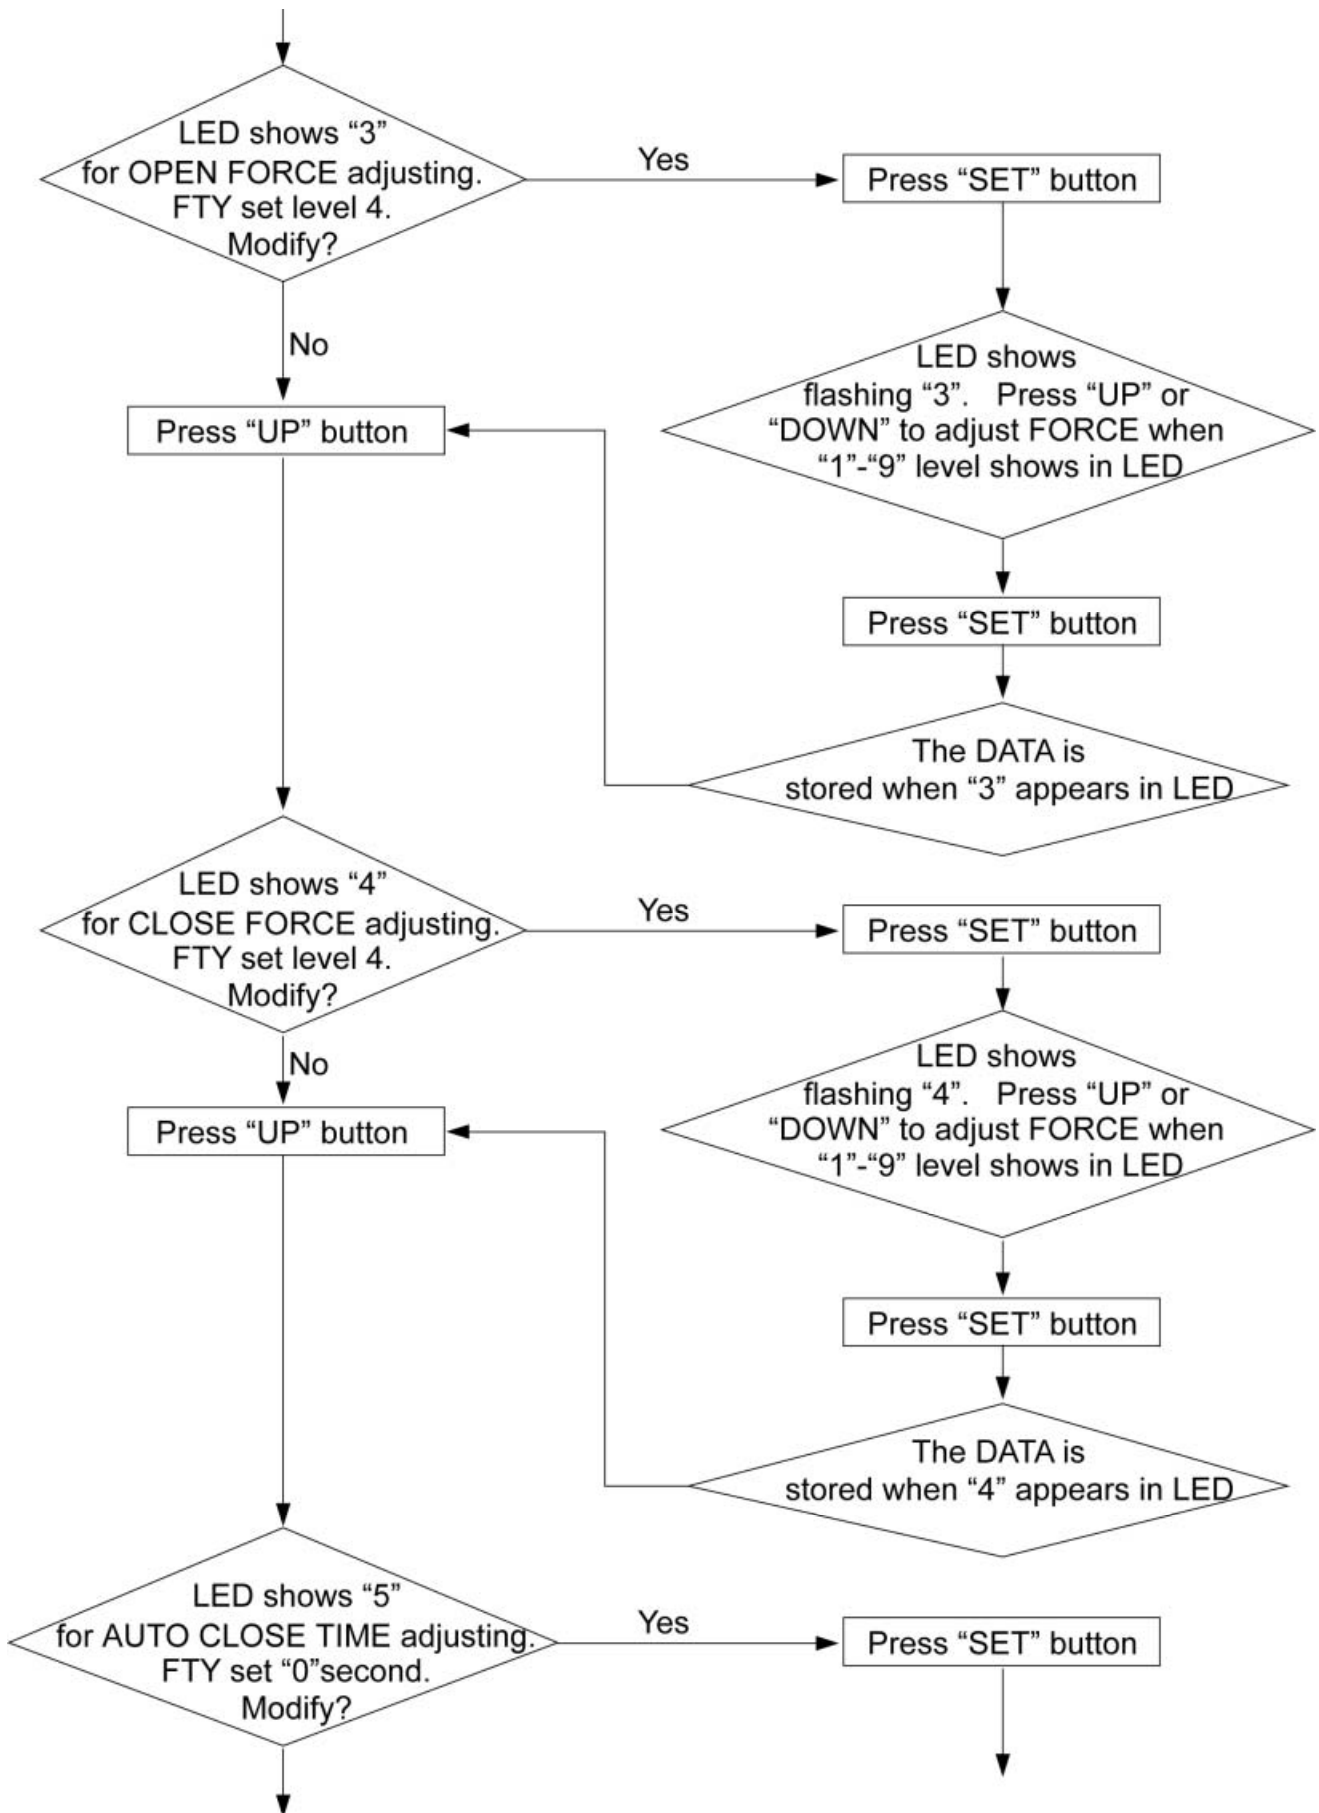 LED shows “3”
for OPEN FORCE adjusting.
FTY set level 4.
Modify?
Yes
Press “SET” button
No
LED shows
flashing “3”.   Press “UP” or
“DOWN” to adjust FORCE when
“1”-“9” level shows in LED
Press “UP” button
Press “SET” button
The DATA is
stored when “3” appears in LED
LED shows “4”
for CLOSE FORCE adjusting.
FTY set level 4.
Modify?
Yes
Press “SET” button
No
LED shows
flashing “4”.   Press “UP” or
“DOWN” to adjust FORCE when
“1”-“9” level shows in LED
Press “UP” button
Press “SET” button
The DATA is
stored when “4” appears in LED
LED shows “5”
for AUTO CLOSE TIME adjusting.
FTY set “0”second.
Modify?
Yes
Press “SET” button